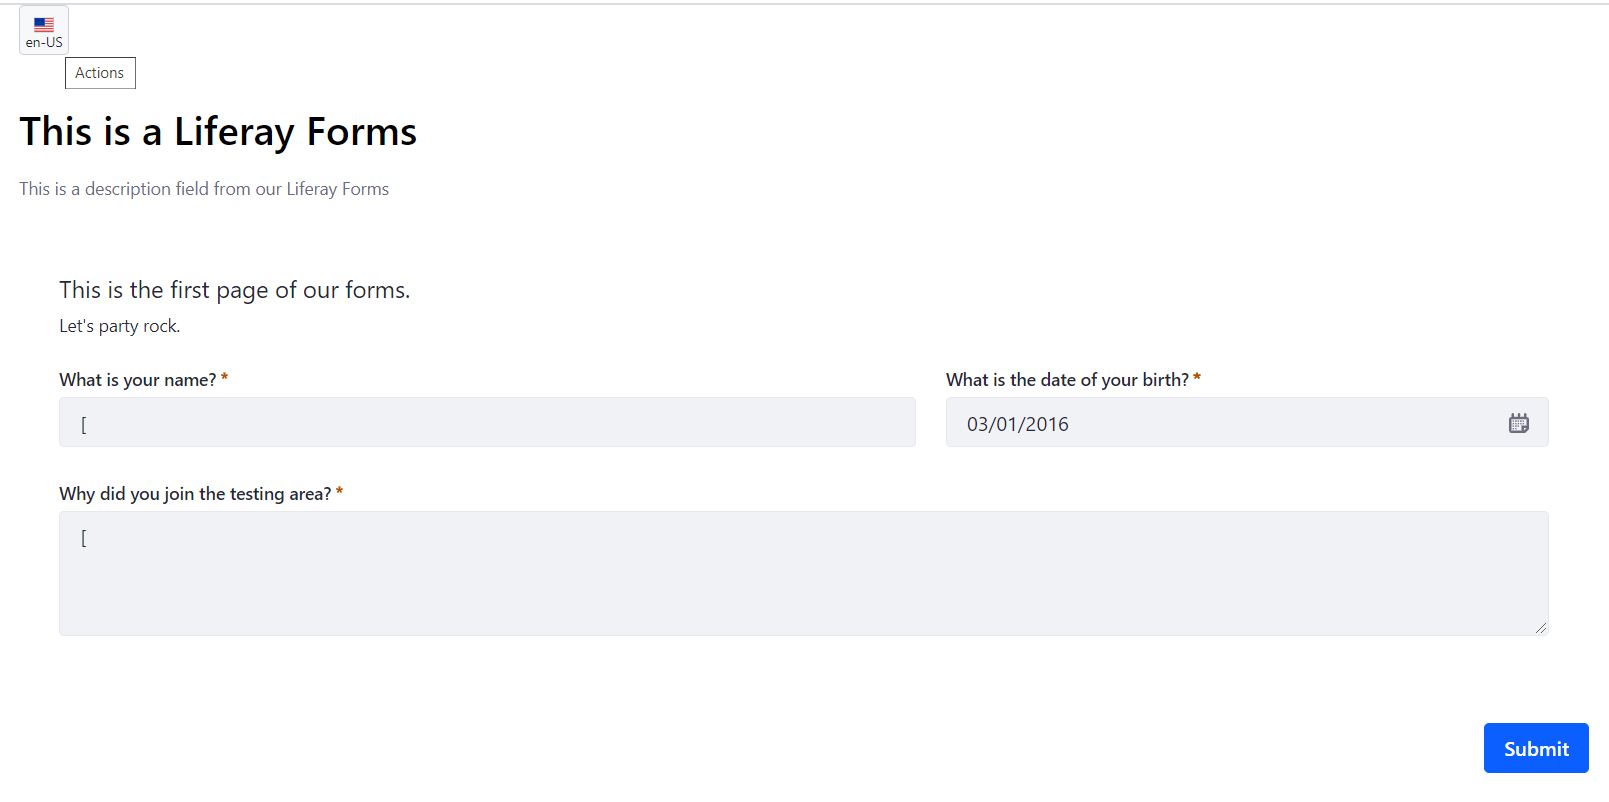 en-US
Actions
This is a Liferay Forms
This is a description field from our Liferay Forms
This is the first page of our forms.
Let's party rock.
What is your name? *
What is the date of your birth? *
[
03/01/2016
Why did you join the testing area? *
[
Submit